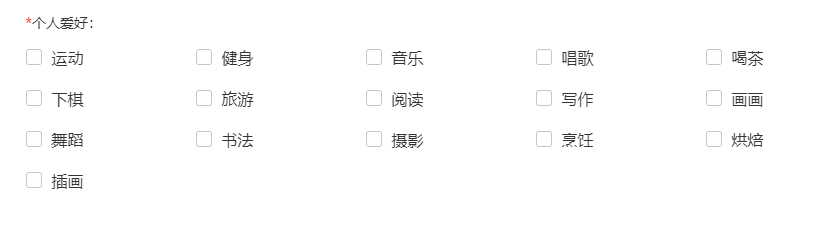 *个人爱好：
运动 健身 音乐 唱歌 喝茶
下棋 旅游 阅读 写作 画画
舞蹈 书法 摄影 烹饪 烘焙
插画